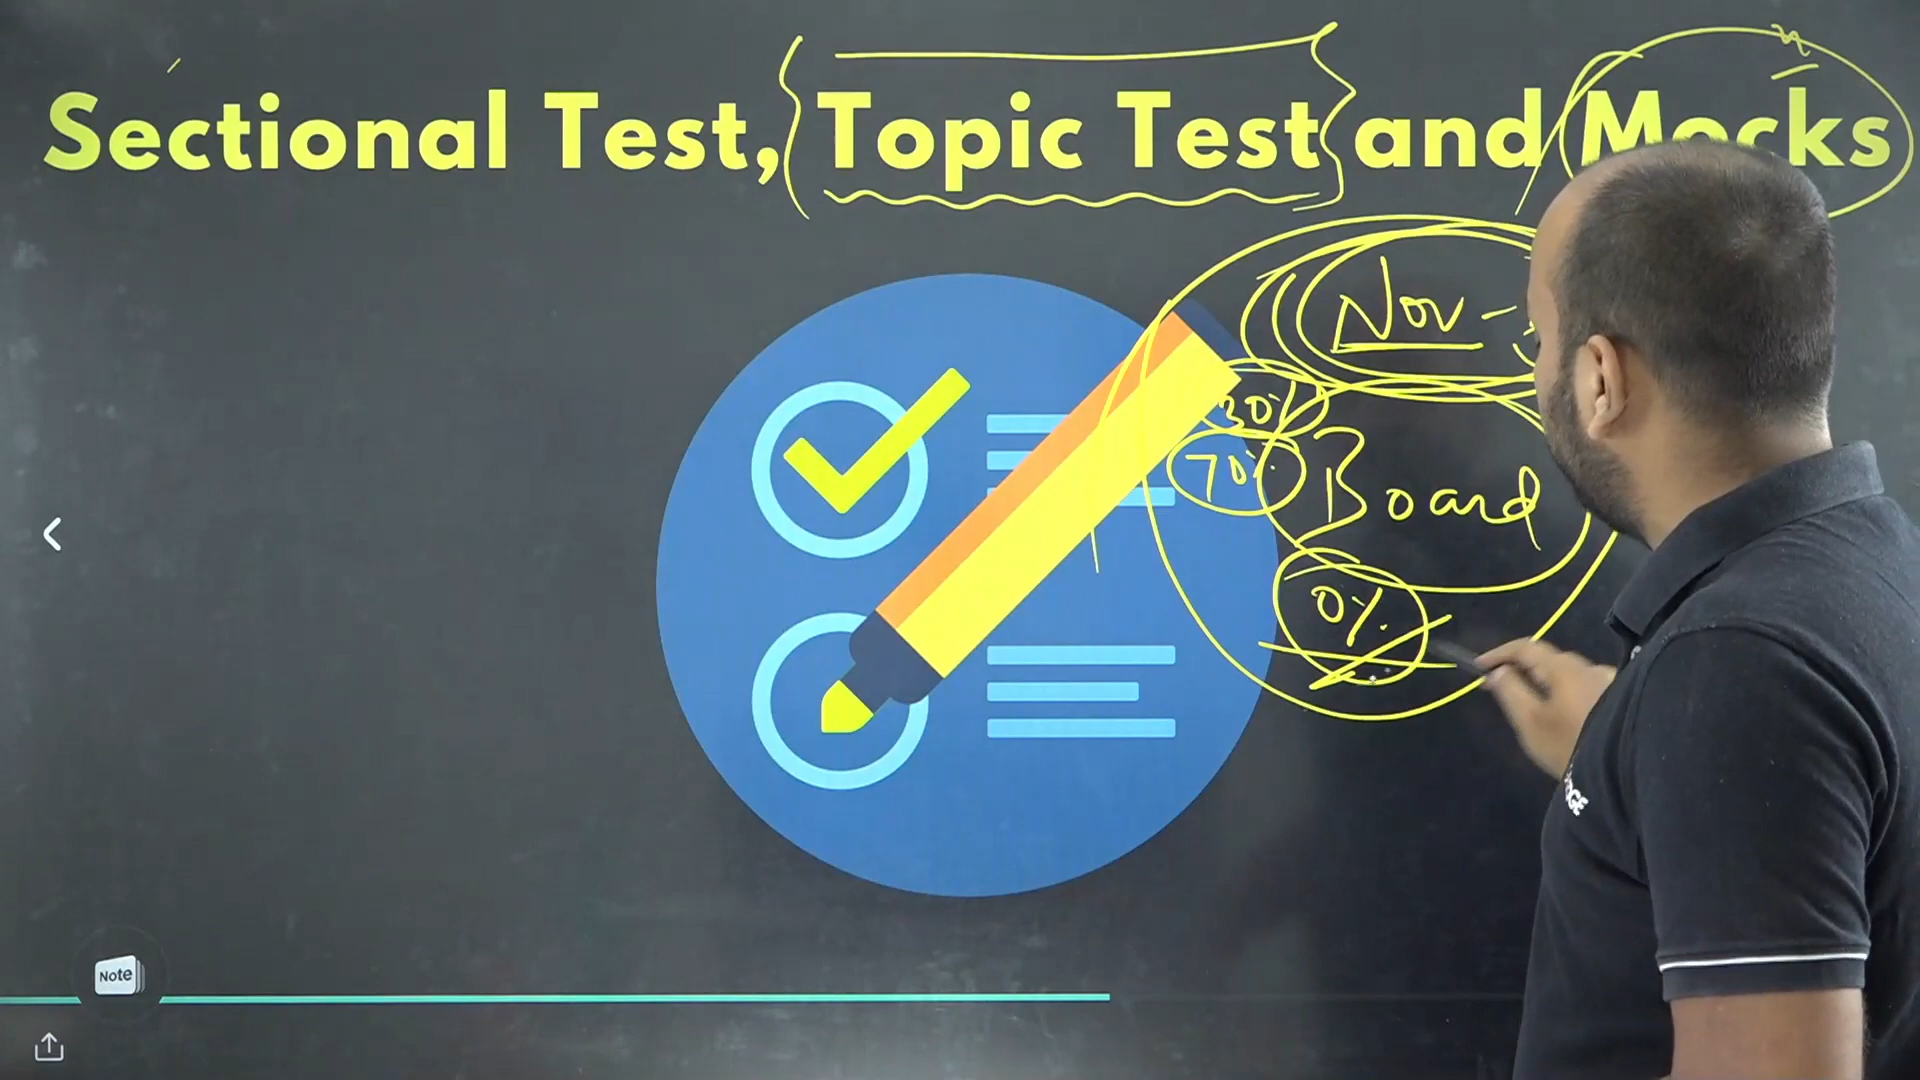 Sectional Test, Topic Test and Mocks
Nov -
30%
70%
Board
0%
Note